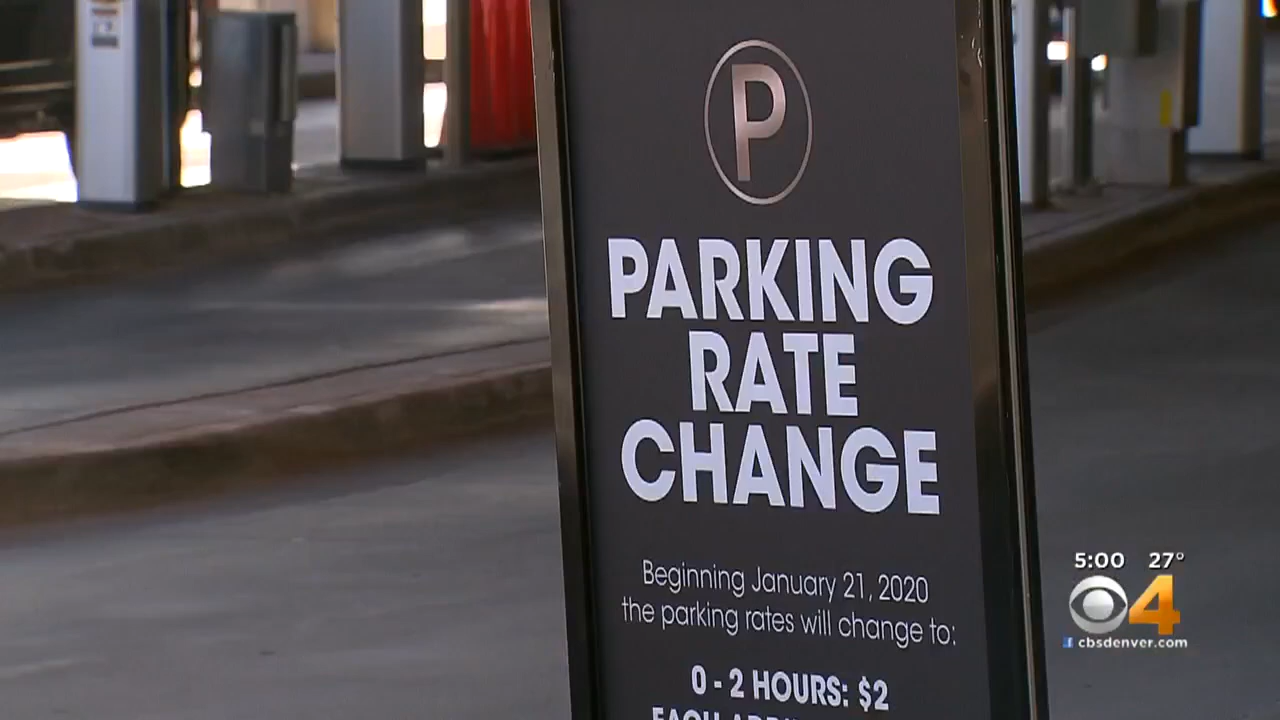 P
PARKING
RATE
CHANGE
Beginning January 21, 2020
the parking rates will change to:
0 - 2 HOURS: $2
EACH
5:00 27°
4
f cbsdenver.com